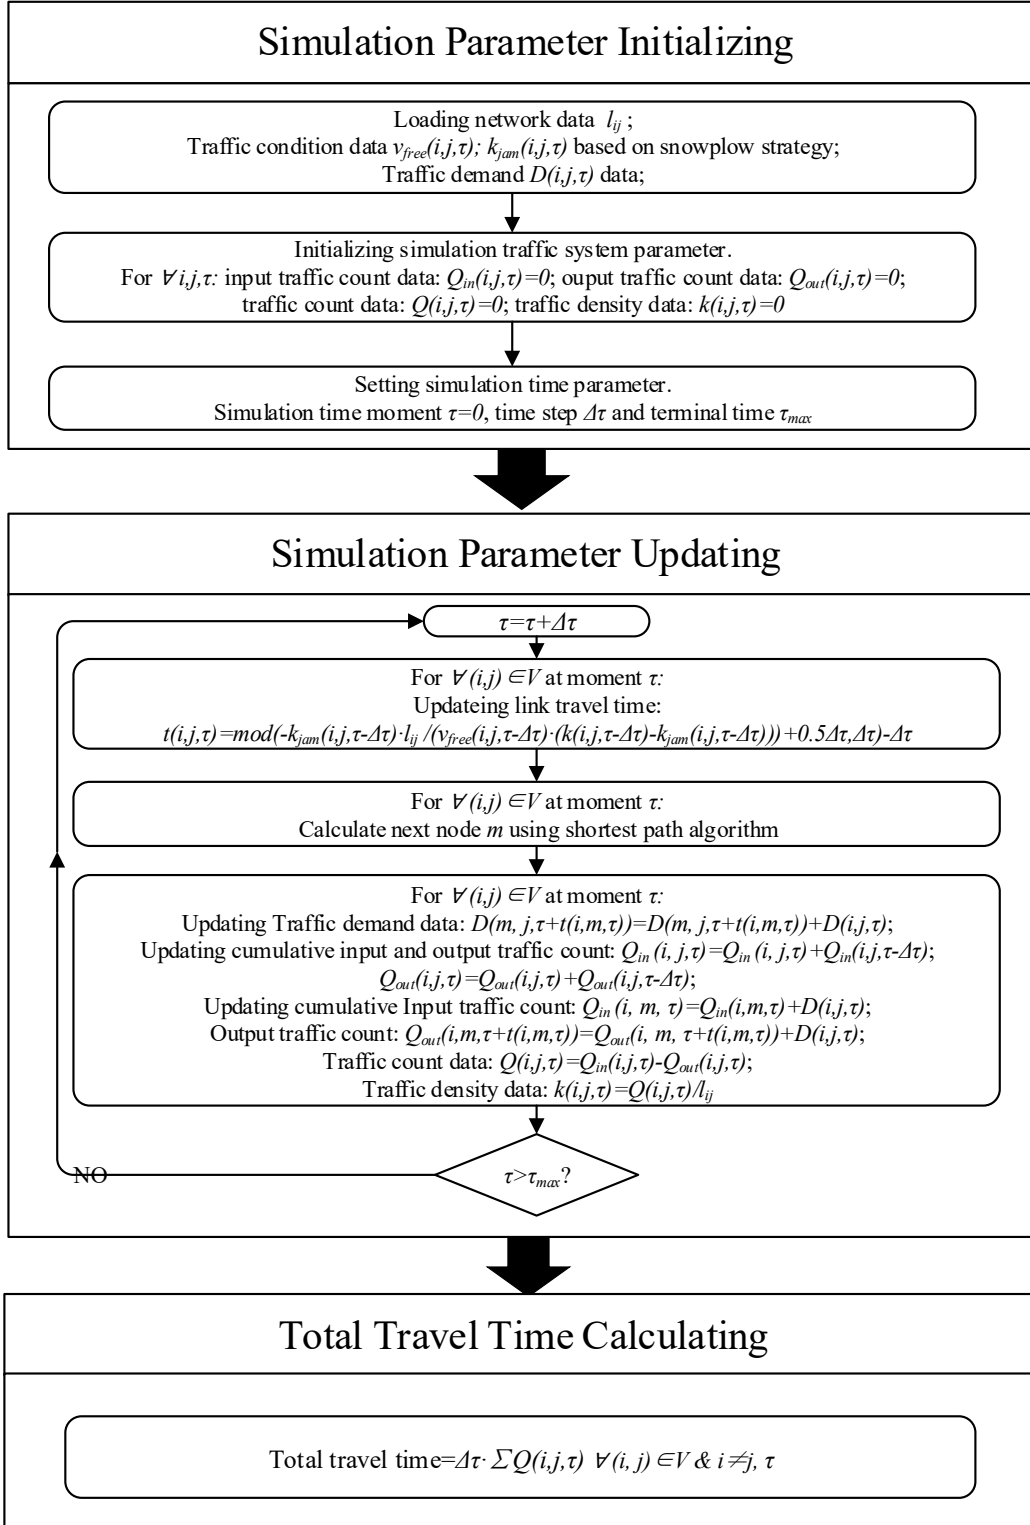 Simulation Parameter Initializing
Loading network data l_ij ;
Traffic condition data v_free(i,j,τ); k_jam(i,j,τ) based on snowplow strategy;
Traffic demand D(i,j,τ) data;
Initializing simulation traffic system parameter.
For ∀ i,j,τ: input traffic count data: Q_in(i,j,τ)=0; ouput traffic count data: Q_out(i,j,τ)=0;
traffic count data: Q(i,j,τ)=0; traffic density data: k(i,j,τ)=0
Setting simulation time parameter.
Simulation time moment τ=0, time step Δτ and terminal time τ_max
Simulation Parameter Updating
τ=τ+Δτ
For ∀ (i,j) ∈V at moment τ:
Updateing link travel time:
t(i,j,τ)=mod(-k_jam(i,j,τ-Δτ)·l_ij /(v_free(i,j,τ-Δτ)·(k(i,j,τ-Δτ)-k_jam(i,j,τ-Δτ)))+0.5Δτ,Δτ)-Δτ
For ∀ (i,j) ∈V at moment τ:
Calculate next node m using shortest path algorithm
For ∀ (i,j) ∈V at moment τ:
Updating Traffic demand data: D(m, j,τ+t(i,m,τ))=D(m, j,τ+t(i,m,τ))+D(i,j,τ);
Updating cumulative input and output traffic count: Q_in (i, j,τ)=Q_in (i, j,τ)+Q_in(i,j,τ-Δτ);
Q_out(i,j,τ)=Q_out(i,j,τ)+Q_out(i,j,τ-Δτ);
Updating cumulative Input traffic count: Q_in (i, m, τ)=Q_in(i,m,τ)+D(i,j,τ);
Output traffic count: Q_out(i,m,τ+t(i,m,τ))=Q_out(i, m, τ+t(i,m,τ))+D(i,j,τ);
Traffic count data: Q(i,j,τ)=Q_in(i,j,τ)-Q_out(i,j,τ);
Traffic density data: k(i,j,τ)=Q(i,j,τ)/l_ij
NO
τ>τ_max?
Total Travel Time Calculating
Total travel time=Δτ·∑Q(i,j,τ) ∀ (i, j) ∈V & i≠j, τ